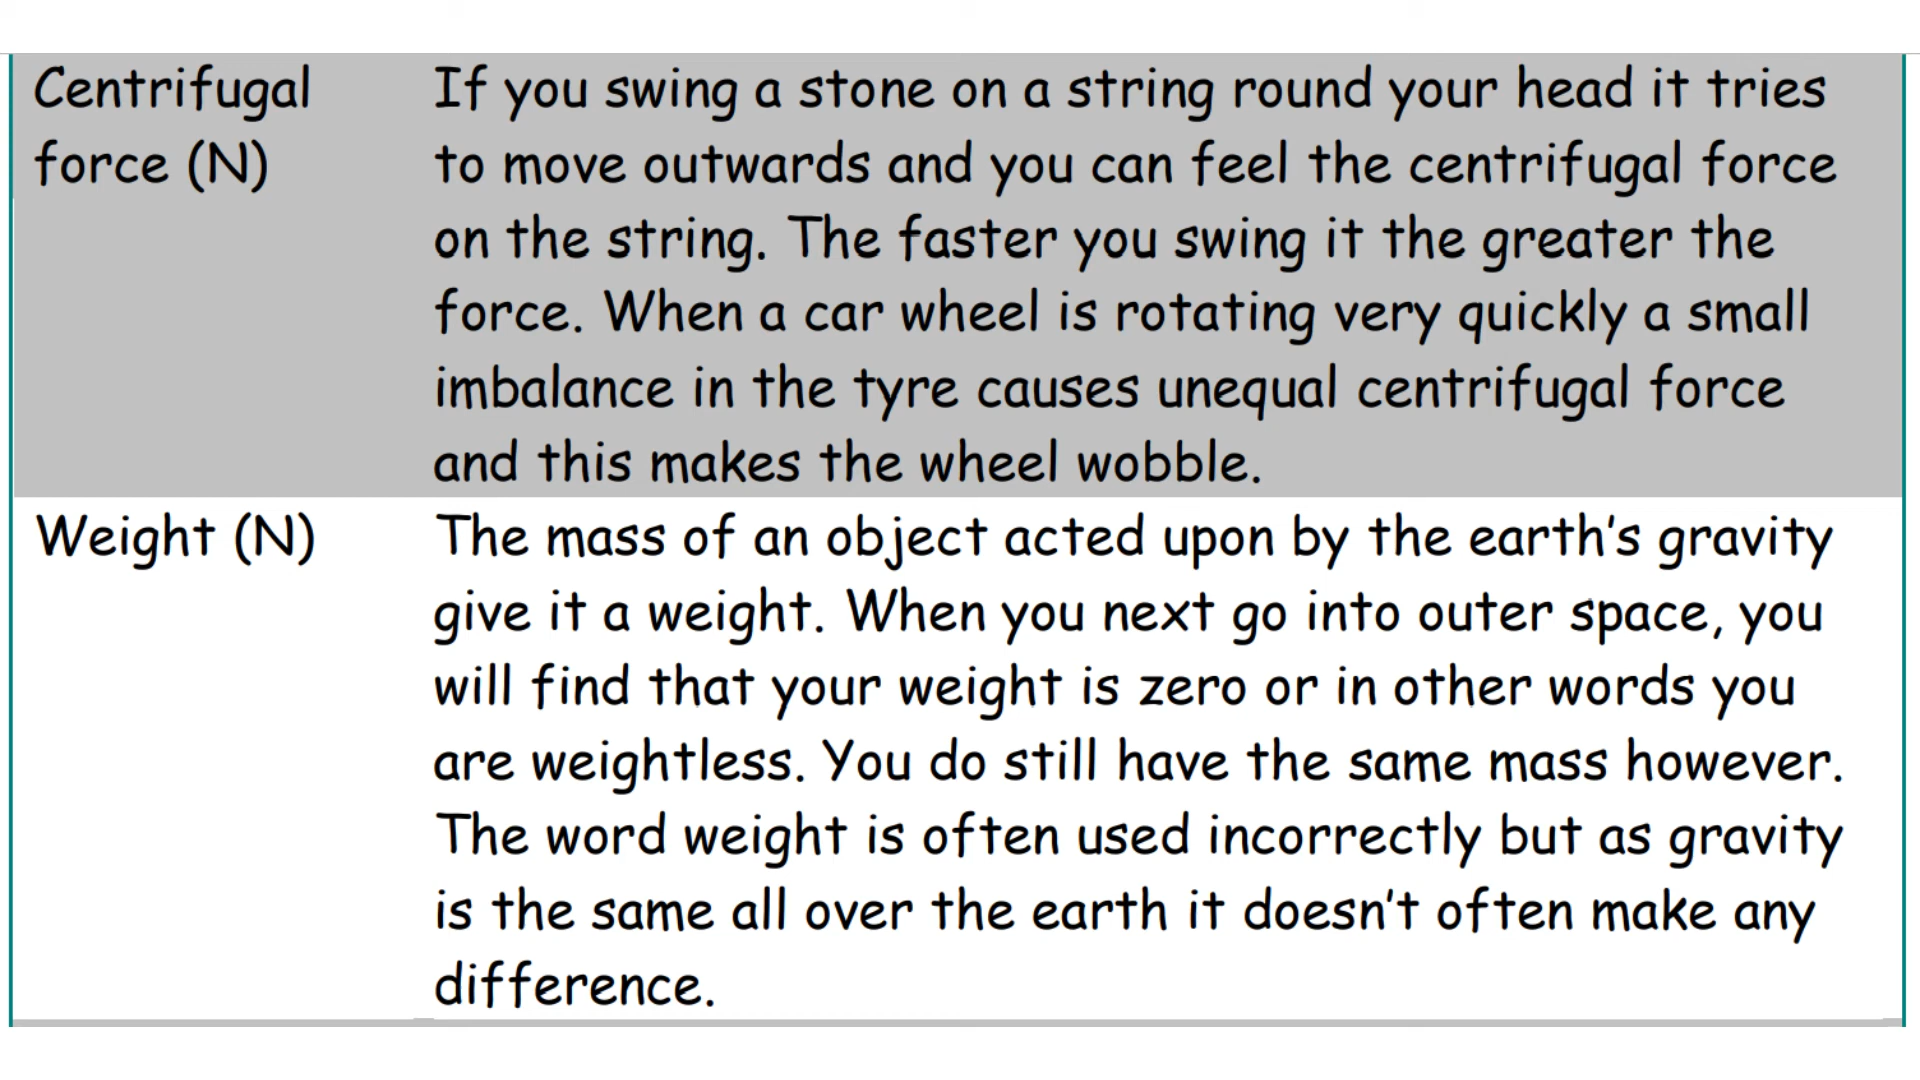 Centrifugal force (N)
If you swing a stone on a string round your head it tries
to move outwards and you can feel the centrifugal force
on the string. The faster you swing it the greater the
force. When a car wheel is rotating very quickly a small
imbalance in the tyre causes unequal centrifugal force
and this makes the wheel wobble.
Weight (N)
The mass of an object acted upon by the earth's gravity
give it a weight. When you next go into outer space, you
will find that your weight is zero or in other words you
are weightless. You do still have the same mass however.
The word weight is often used incorrectly but as gravity
is the same all over the earth it doesn't often make any
difference.